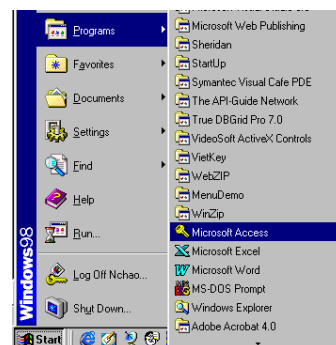 Programs
Favorites
Documents
Settings
Find
Help
Run...
Log Off Nchao...
Shut Down...
Windows98
Start
Microsoft Web Publishing
Sheridan
StartUp
Symantec Visual Cafe PDE
The API-Guide Network
True DBGrid Pro 7.0
VideoSoft ActiveX Controls
VietKey
WebZIP
MenuDemo
WinZip
Microsoft Access
Microsoft Excel
Microsoft Word
MS-DOS Prompt
Windows Explorer
Adobe Acrobat 4.0